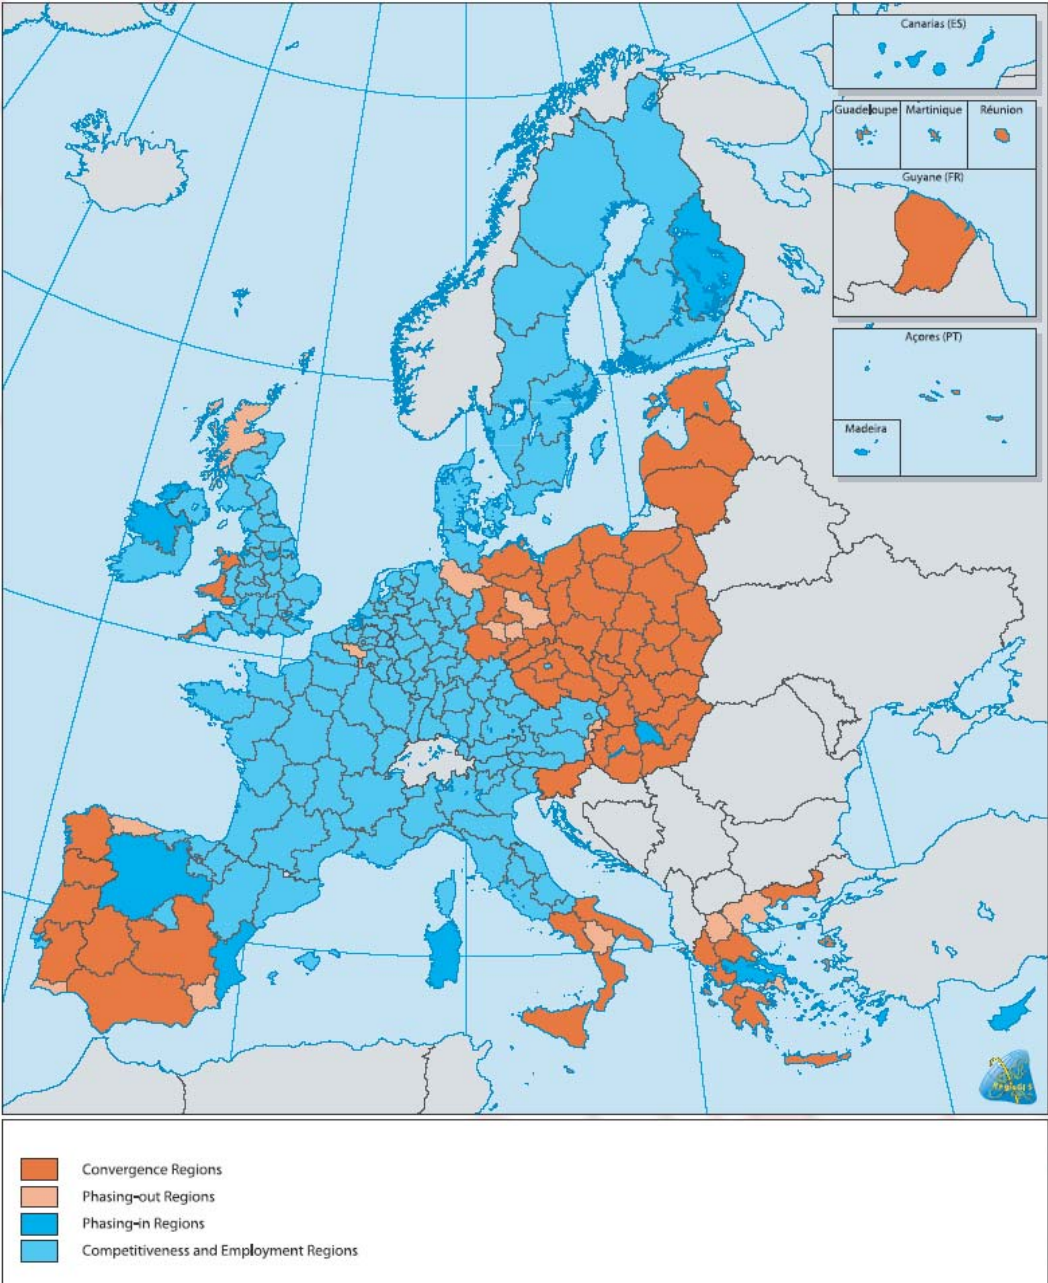 Canarias (ES)
Guadeloupe
Martinique
Réunion
Guyane (FR)
Açores (PT)
Madeira
Convergence Regions
Phasing-out Regions
Phasing-in Regions
Competitiveness and Employment Regions